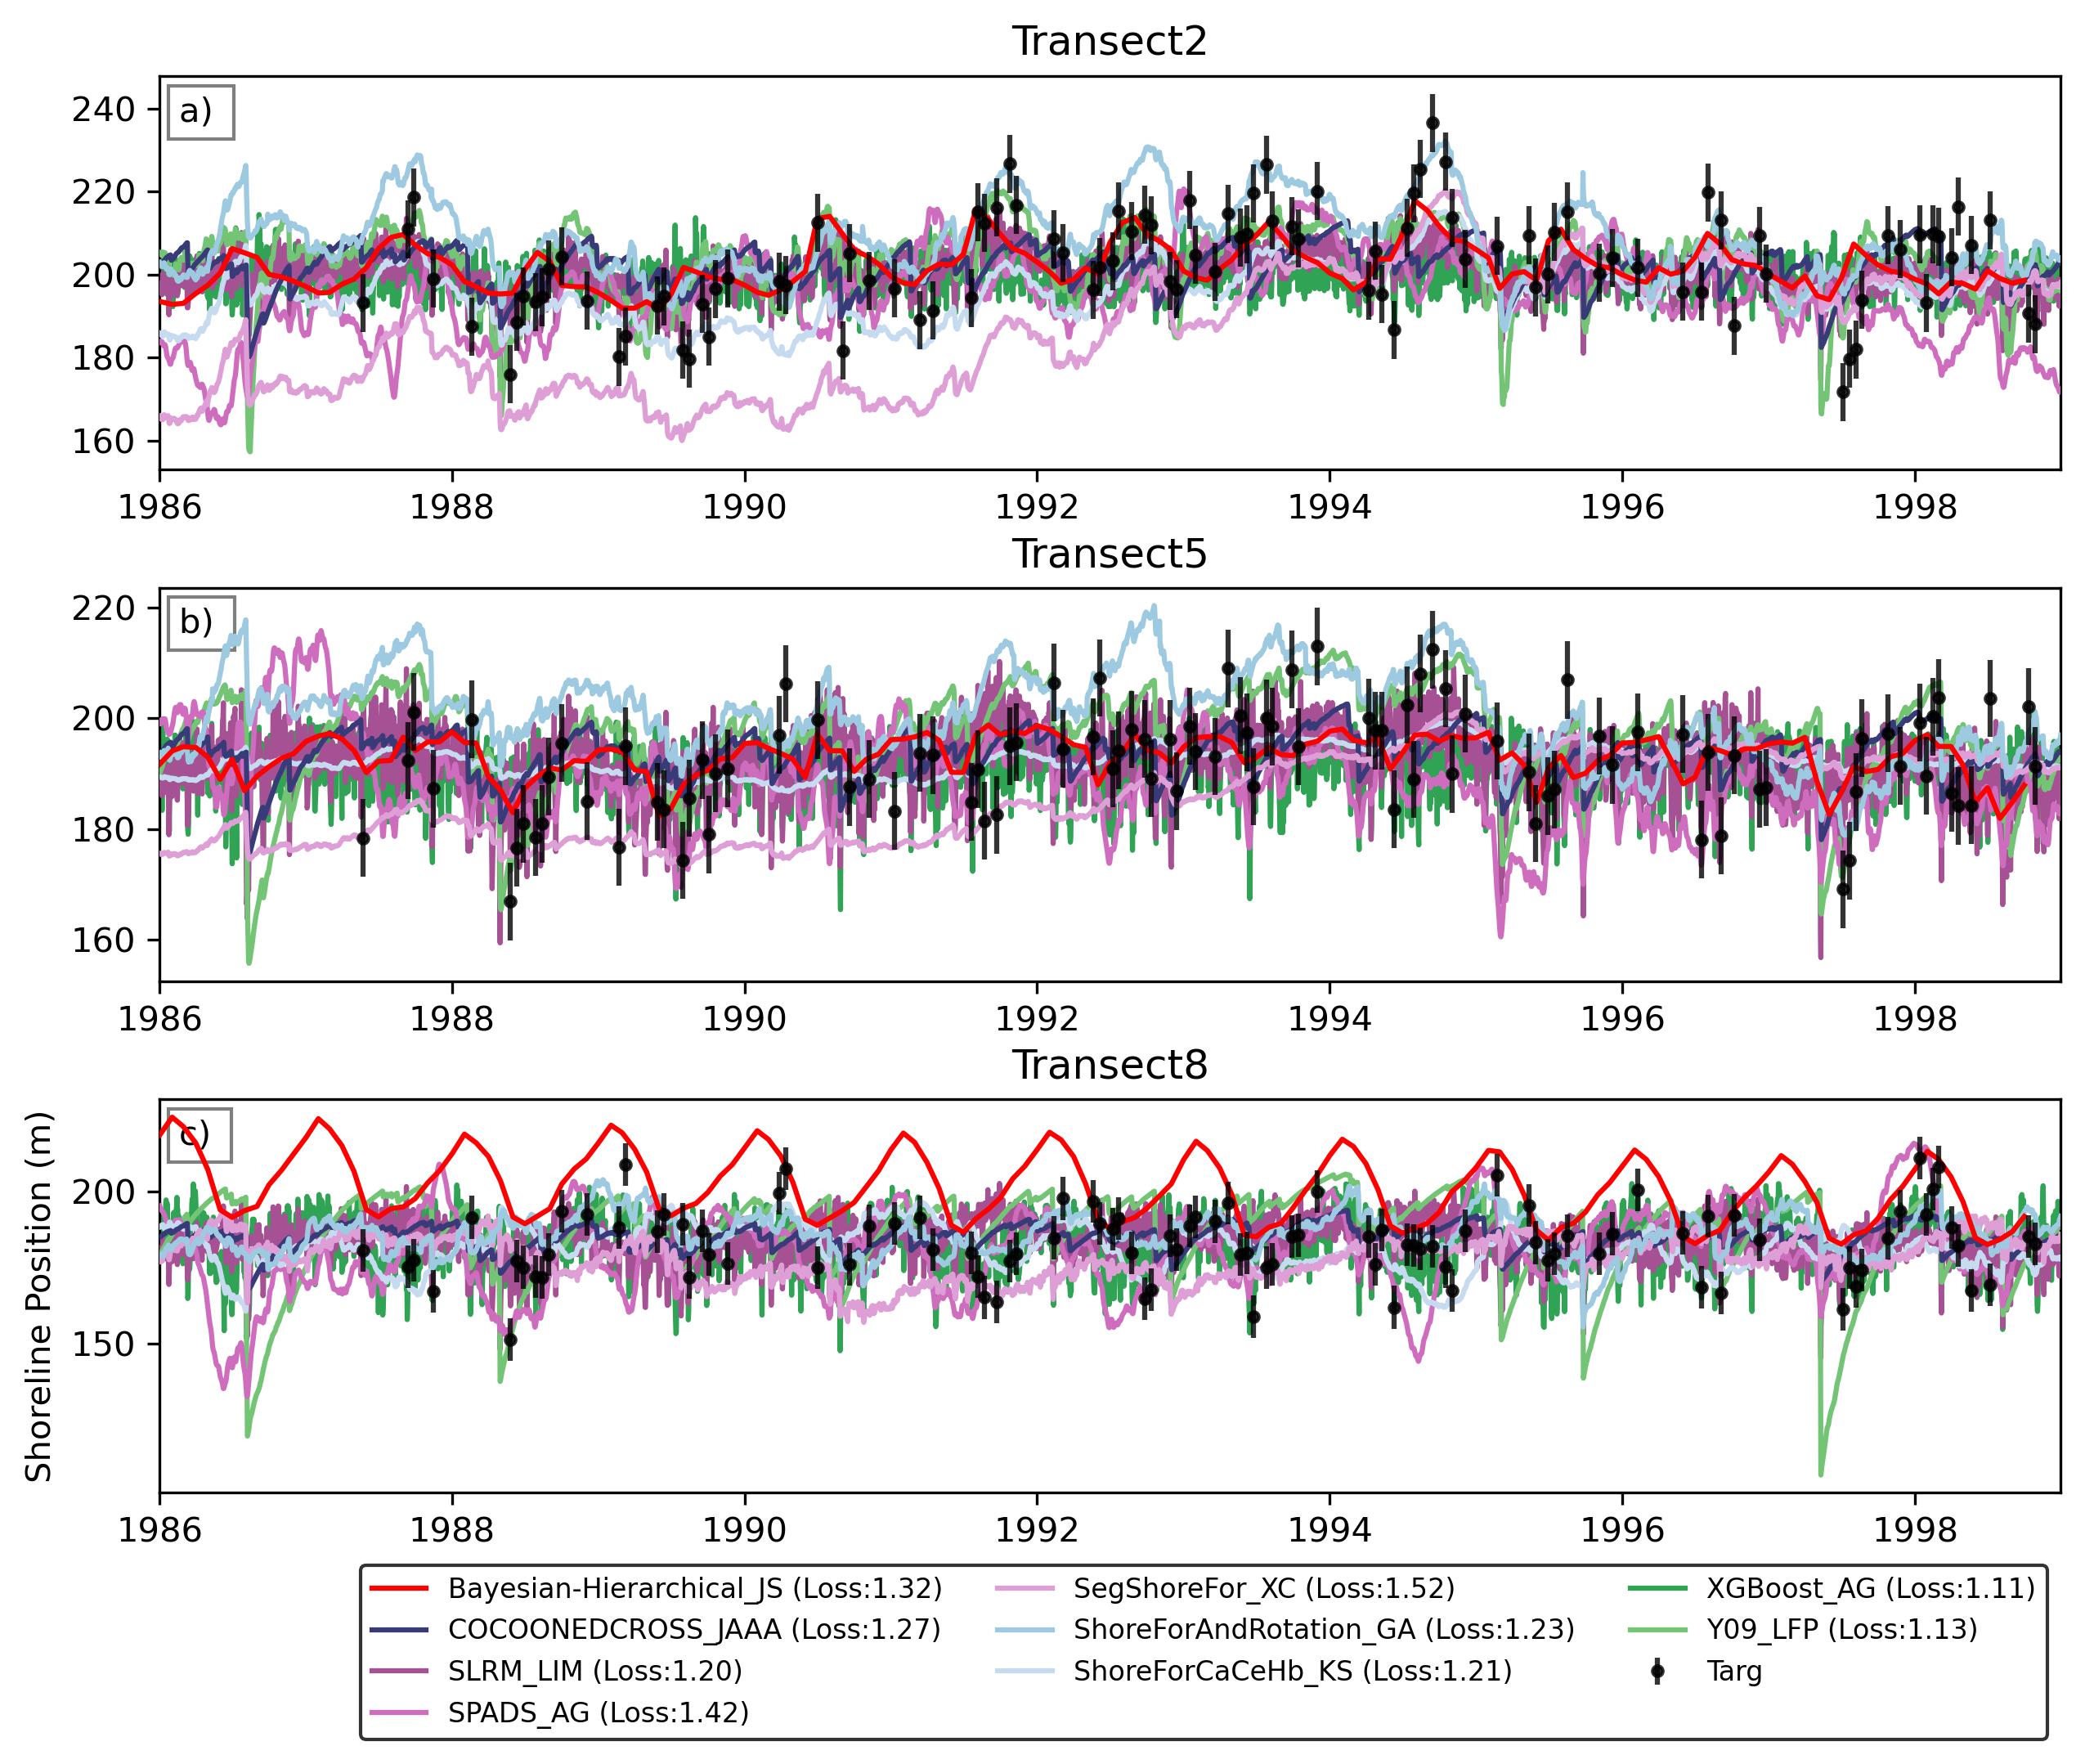 Transect2
a)
240
220
200
180
160
1986 1988 1990 1992 1994 1996 1998
Transect5
b)
220
200
180
160
1986 1988 1990 1992 1994 1996 1998
Transect8
c)
Shoreline Position (m)
200
150
1986 1988 1990 1992 1994 1996 1998
Bayesian-Hierarchical_JS (Loss:1.32)
COCOONEDCROSS_JAAA (Loss:1.27)
SLRM_LIM (Loss:1.20)
SPADS_AG (Loss:1.42)
SegShoreFor_XC (Loss:1.52)
ShoreForAndRotation_GA (Loss:1.23)
ShoreForCaCeHb_KS (Loss:1.21)
XGBoost_AG (Loss:1.11)
Y09_LFP (Loss:1.13)
Targ